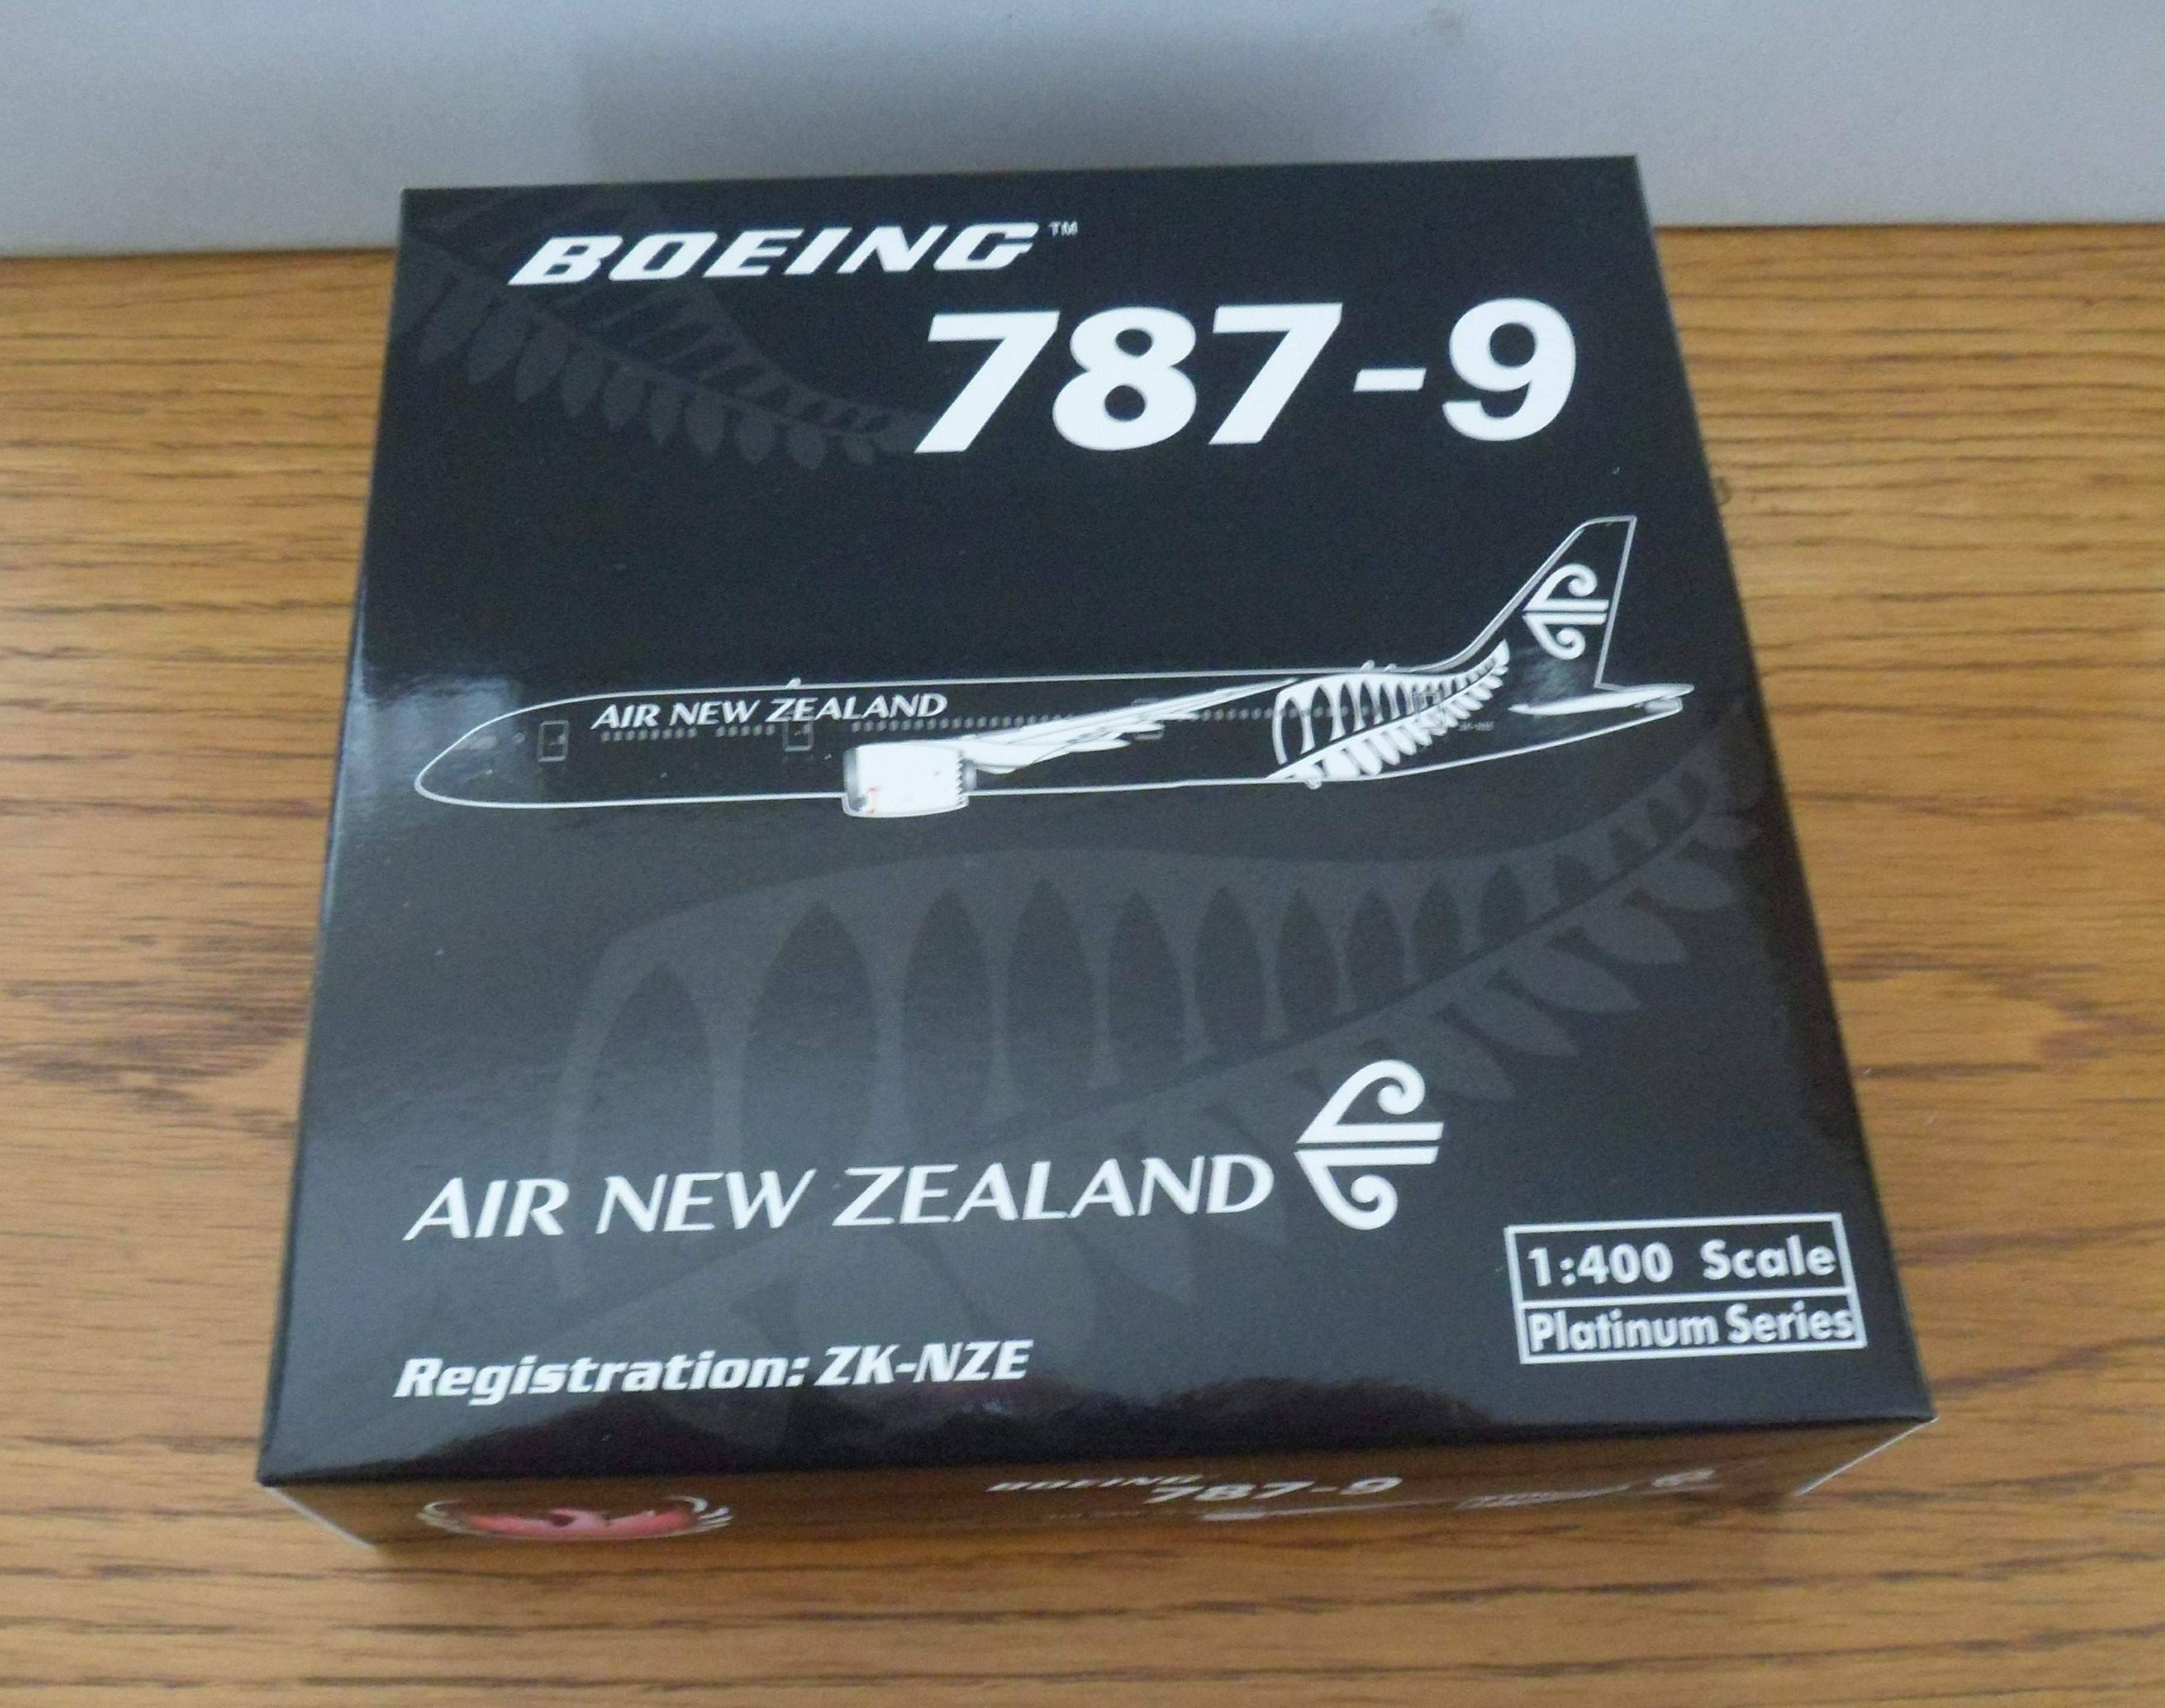 BOEING™
787-9
AIR NEW ZEALAND
AIR NEW ZEALAND
1:400 Scale
Platinum Series
Registration: ZK-NZE
BOEING
787-9